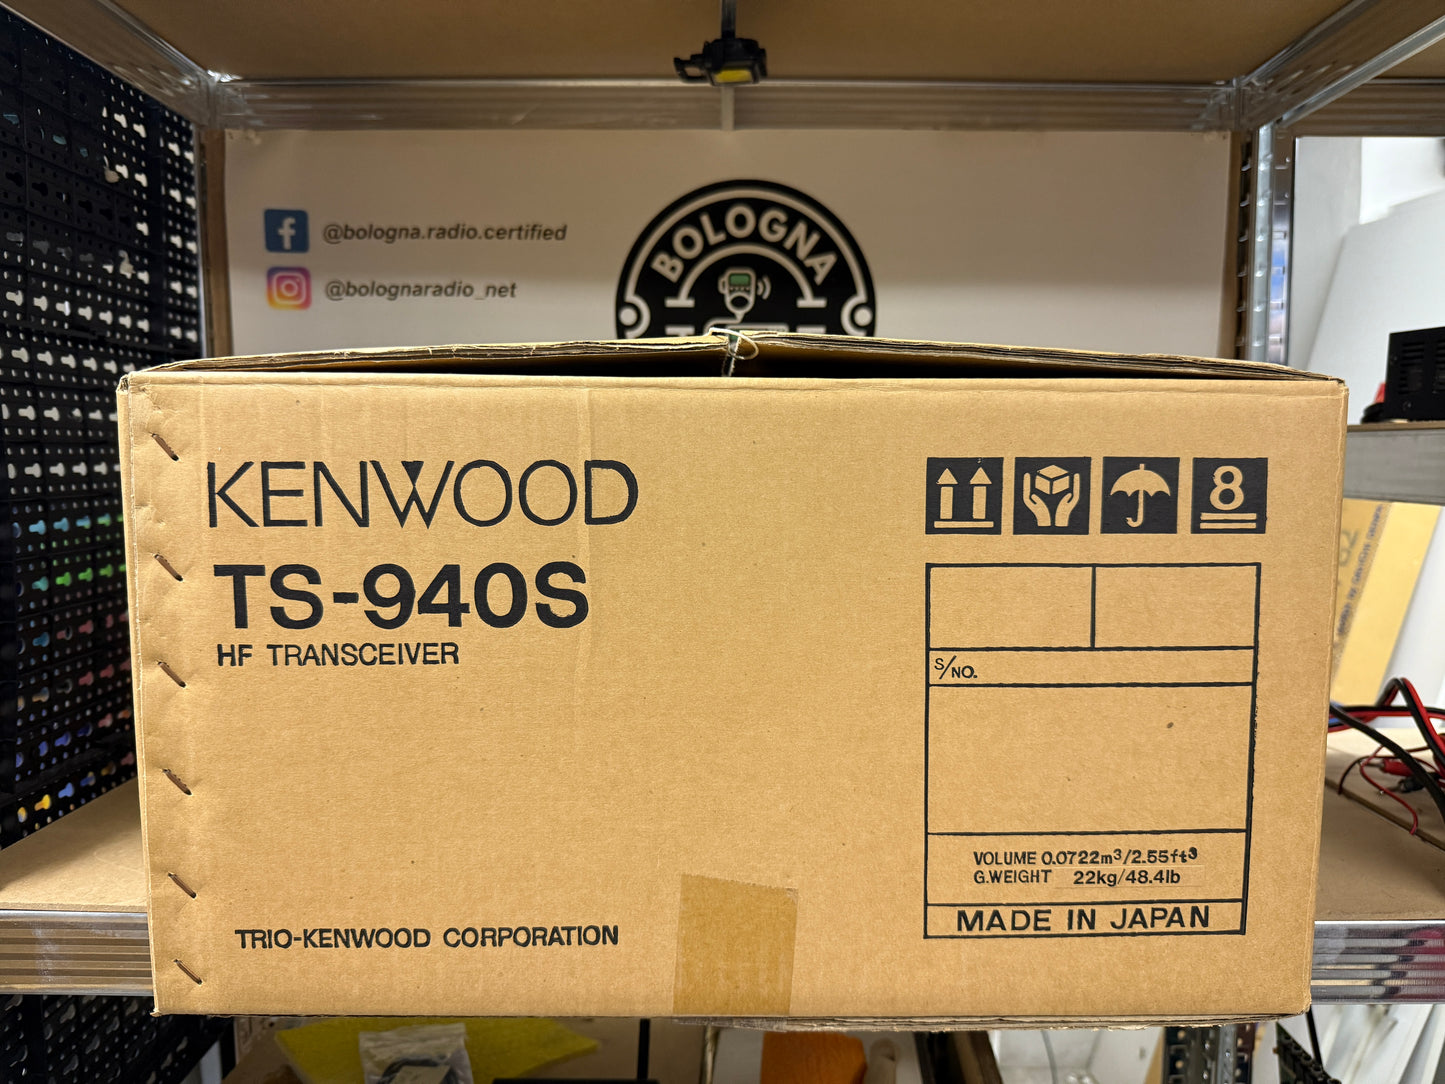 @bologna.radio.certified
@bolognaradio_net
BOLOGNA
KENWOOD
TS-940S
HF TRANSCEIVER
8
S/NO.
VOLUME 0.0722m³/2.55ft³
G.WEIGHT 22kg/48.4lb
MADE IN JAPAN
TRIO-KENWOOD CORPORATION